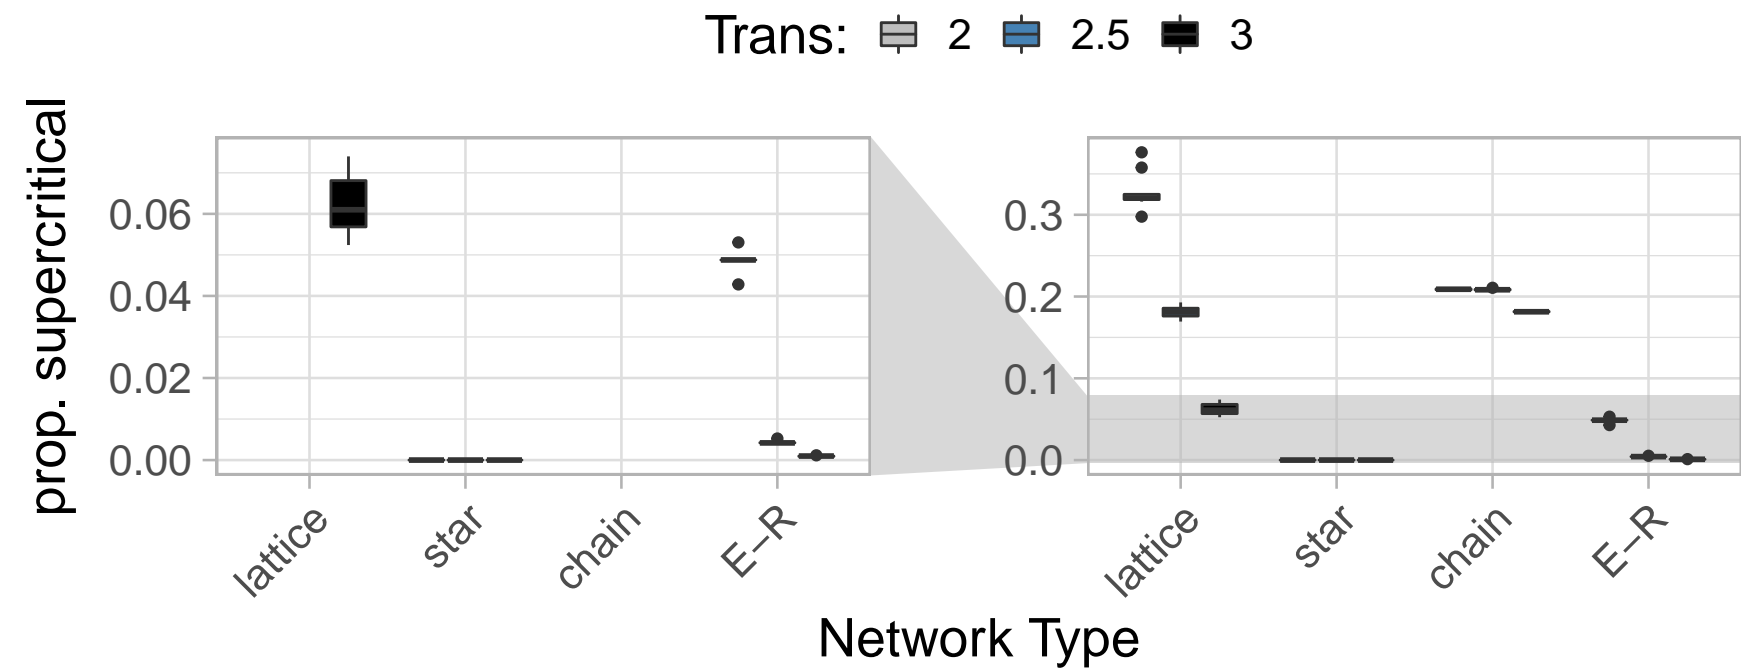 Trans: 2 2.5 3
prop. supercritical
0.06
0.04
0.02
0.00
lattice star chain E−R
0.3
0.2
0.1
0.0
lattice star chain E−R
Network Type